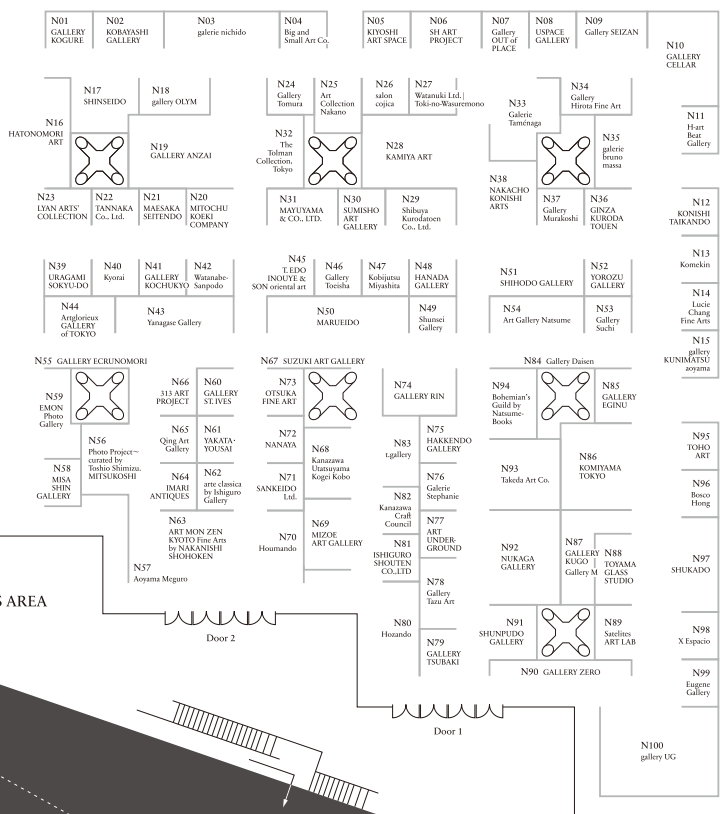 N01
GALLERY
KOGURE
N02
KOBAYASHI
GALLERY
N03
galerie nichido
N04
Big and
Small Art Co.
N05
KIYOSHI
ART SPACE
N06
SH ART
PROJECT
N07
Gallery
OUT of
PLACE
N08
USPACE
GALLERY
N09
Gallery SEIZAN
N10
GALLERY
CELLAR
N11
H-art
Beat
Gallery
N12
KONISHI
TAIKANDO
N13
Komekin
N14
Lucie
Chang
Fine Arts
N15
gallery
KUNIMATSU
aoyama
N16
HATONOMORI
ART
N17
SHINSEIDO
N18
gallery OLYM
N19
GALLERY ANZAI
N23
LYAN ARTS'
COLLECTION
N22
TANNAKA
Co., Ltd.
N21
MAESAKA
SEITENDO
N20
MITOCHU
KOEKI
COMPANY
N24
Gallery
Tomura
N25
Art
Collection
Nakano
N26
salon
cojica
N27
Watanuki Ltd. |
Toki-no-Wasuremono
N32
The
Tolman
Collection,
Tokyo
N28
KAMIYA ART
N31
MAYUYAMA
& CO., LTD.
N30
SUMISHO
ART
GALLERY
N29
Shibuya
Kurodatoen
Co., Ltd.
N33
Galerie
Taménaga
N34
Gallery
Hirota Fine Art
N35
galerie
bruno
massa
N38
NAKACHO
KONISHI
ARTS
N37
Gallery
Murakoshi
N36
GINZA
KURODA
TOUEN
N39
URAGAMI
SOKYU-DO
N40
Kyorai
N41
GALLERY
KOCHUKYO
N42
Watanabe-
Sanpodo
N44
Artglorieux
GALLERY
of TOKYO
N43
Yanagase Gallery
N45
T. EDO
INOUYE &
SON oriental art
N46
Gallery
Toeisha
N47
Kobijutsu
Miyashita
N48
HANADA
GALLERY
N50
MARUEIDO
N49
Shunsei
Gallery
N51
SHIHODO GALLERY
N52
YOROZU
GALLERY
N54
Art Gallery Natsume
N53
Gallery
Suchi
N55 GALLERY ECRUNOMORI
N59
EMON
Photo
Gallery
N56
Photo Project~
curated by
Toshio Shimizu.
MITSUKOSHI
N58
MISA
SHIN
GALLERY
N57
Aoyama Meguro
N66
313 ART
PROJECT
N60
GALLERY
ST. IVES
N65
Qing Art
Gallery
N61
YAKATA·
YOUSAI
N64
IMARI
ANTIQUES
N62
arte classica
by Ishiguro
Gallery
N63
ART MON ZEN
KYOTO Fine Arts
by NAKANISHI
SHOHOKEN
N67 SUZUKI ART GALLERY
N73
OTSUKA
FINE ART
N72
NANAYA
N68
Kanazawa
Utatsuyama
Kogei Kobo
N71
SANKEIDO
Ltd.
N70
Houmando
N69
MIZOE
ART GALLERY
N74
GALLERY RIN
N83
t.gallery
N75
HAKKENDO
GALLERY
N76
Galerie
Stephanie
N82
Kanazawa
Craft
Council
N77
ART
UNDER-
GROUND
N81
ISHIGURO
SHOUTEN
CO.,LTD
N78
Gallery
Tazu Art
N80
Hozando
N79
GALLERY
TSUBAKI
N84 Gallery Daisen
N94
Bohemian's
Guild by
Natsume-
Books
N85
GALLERY
EGINU
N93
Takeda Art Co.
N86
KOMIYAMA
TOKYO
N92
NUKAGA
GALLERY
N87
GALLERY
KUGO
Gallery M
N88
TOYAMA
GLASS
STUDIO
N91
SHUNPUDO
GALLERY
N89
Satelites
ART LAB
N90 GALLERY ZERO
N95
TOHO
ART
N96
Bosco
Hong
N97
SHUKADO
N98
X Espacio
N99
Eugene
Gallery
N100
gallery UG
S AREA
Door 2
Door 1